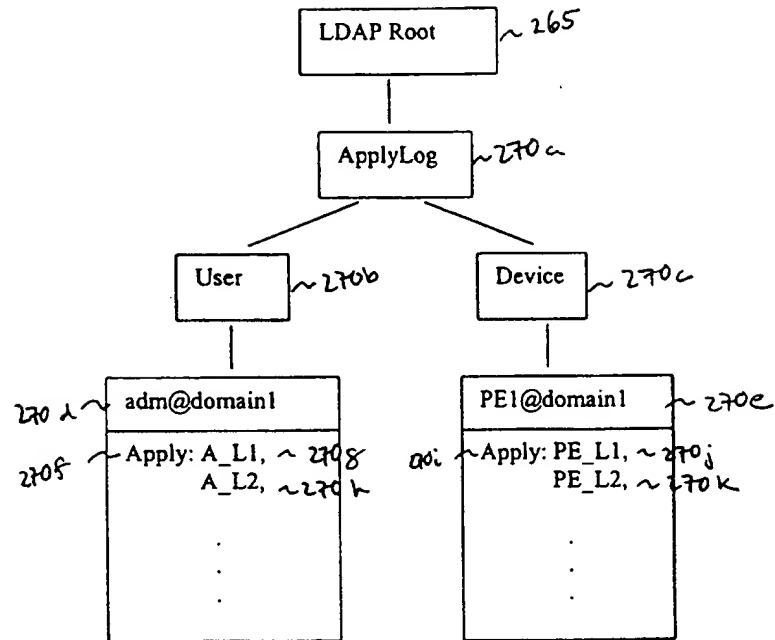 LDAP Root ~ 265
ApplyLog ~ 270a
User ~ 270b
Device ~ 270c
270d ~ adm@domain1
PE1@domain1 ~ 270e
270f ~ Apply: A_L1, ~ 270g
A_L2, ~ 270h
Apply: PE_L1, ~ 270j
PE_L2, ~ 270k